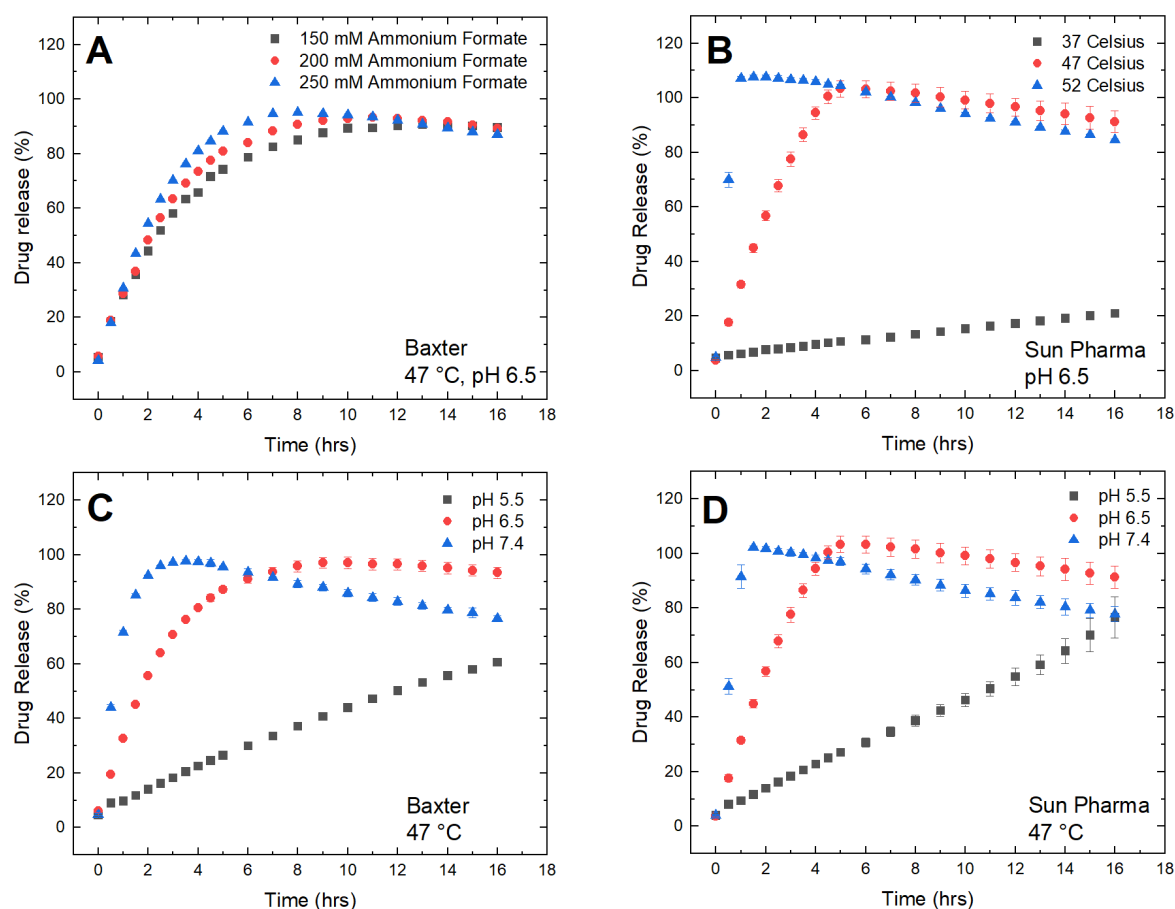 A
150 mM Ammonium Formate
200 mM Ammonium Formate
250 mM Ammonium Formate
Drug release (%)
120
100
80
60
40
20
0
Baxter
47 °C, pH 6.5
0 2 4 6 8 10 12 14 16 18
Time (hrs)
B
37 Celsius
47 Celsius
52 Celsius
Drug Release (%)
120
100
80
60
40
20
0
Sun Pharma
pH 6.5
0 2 4 6 8 10 12 14 16 18
Time (hrs)
C
pH 5.5
pH 6.5
pH 7.4
Drug Release (%)
120
100
80
60
40
20
0
Baxter
47 °C
0 2 4 6 8 10 12 14 16 18
Time (hrs)
D
pH 5.5
pH 6.5
pH 7.4
Drug Release (%)
120
100
80
60
40
20
0
Sun Pharma
47 °C
0 2 4 6 8 10 12 14 16 18
Time (hrs)